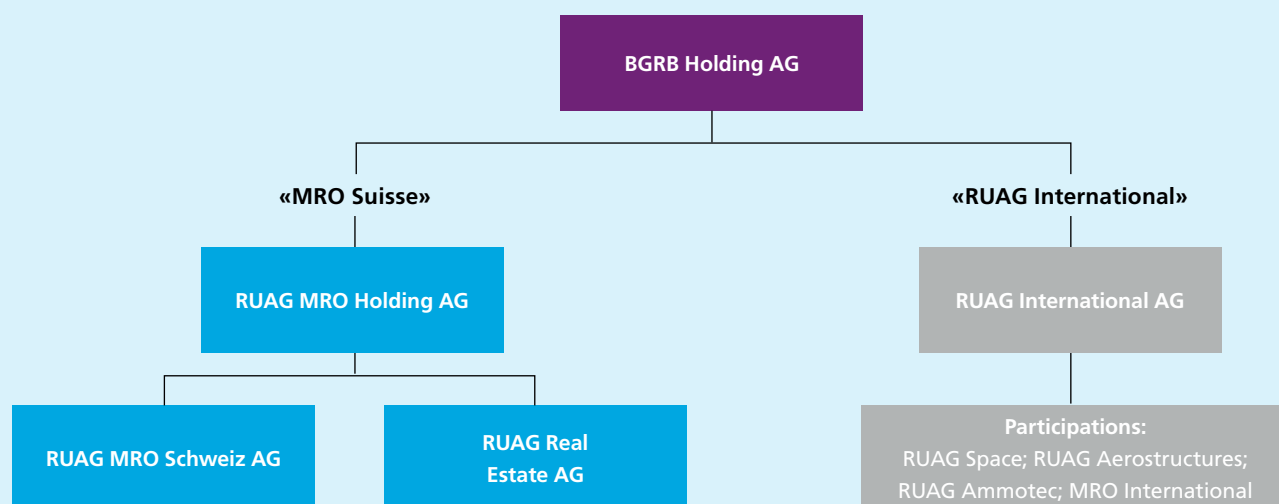 BGRB Holding AG
«MRO Suisse»
«RUAG International»
RUAG MRO Holding AG
RUAG International AG
RUAG MRO Schweiz AG
RUAG Real
Estate AG
Participations:
RUAG Space; RUAG Aerostructures;
RUAG Ammotec; MRO International